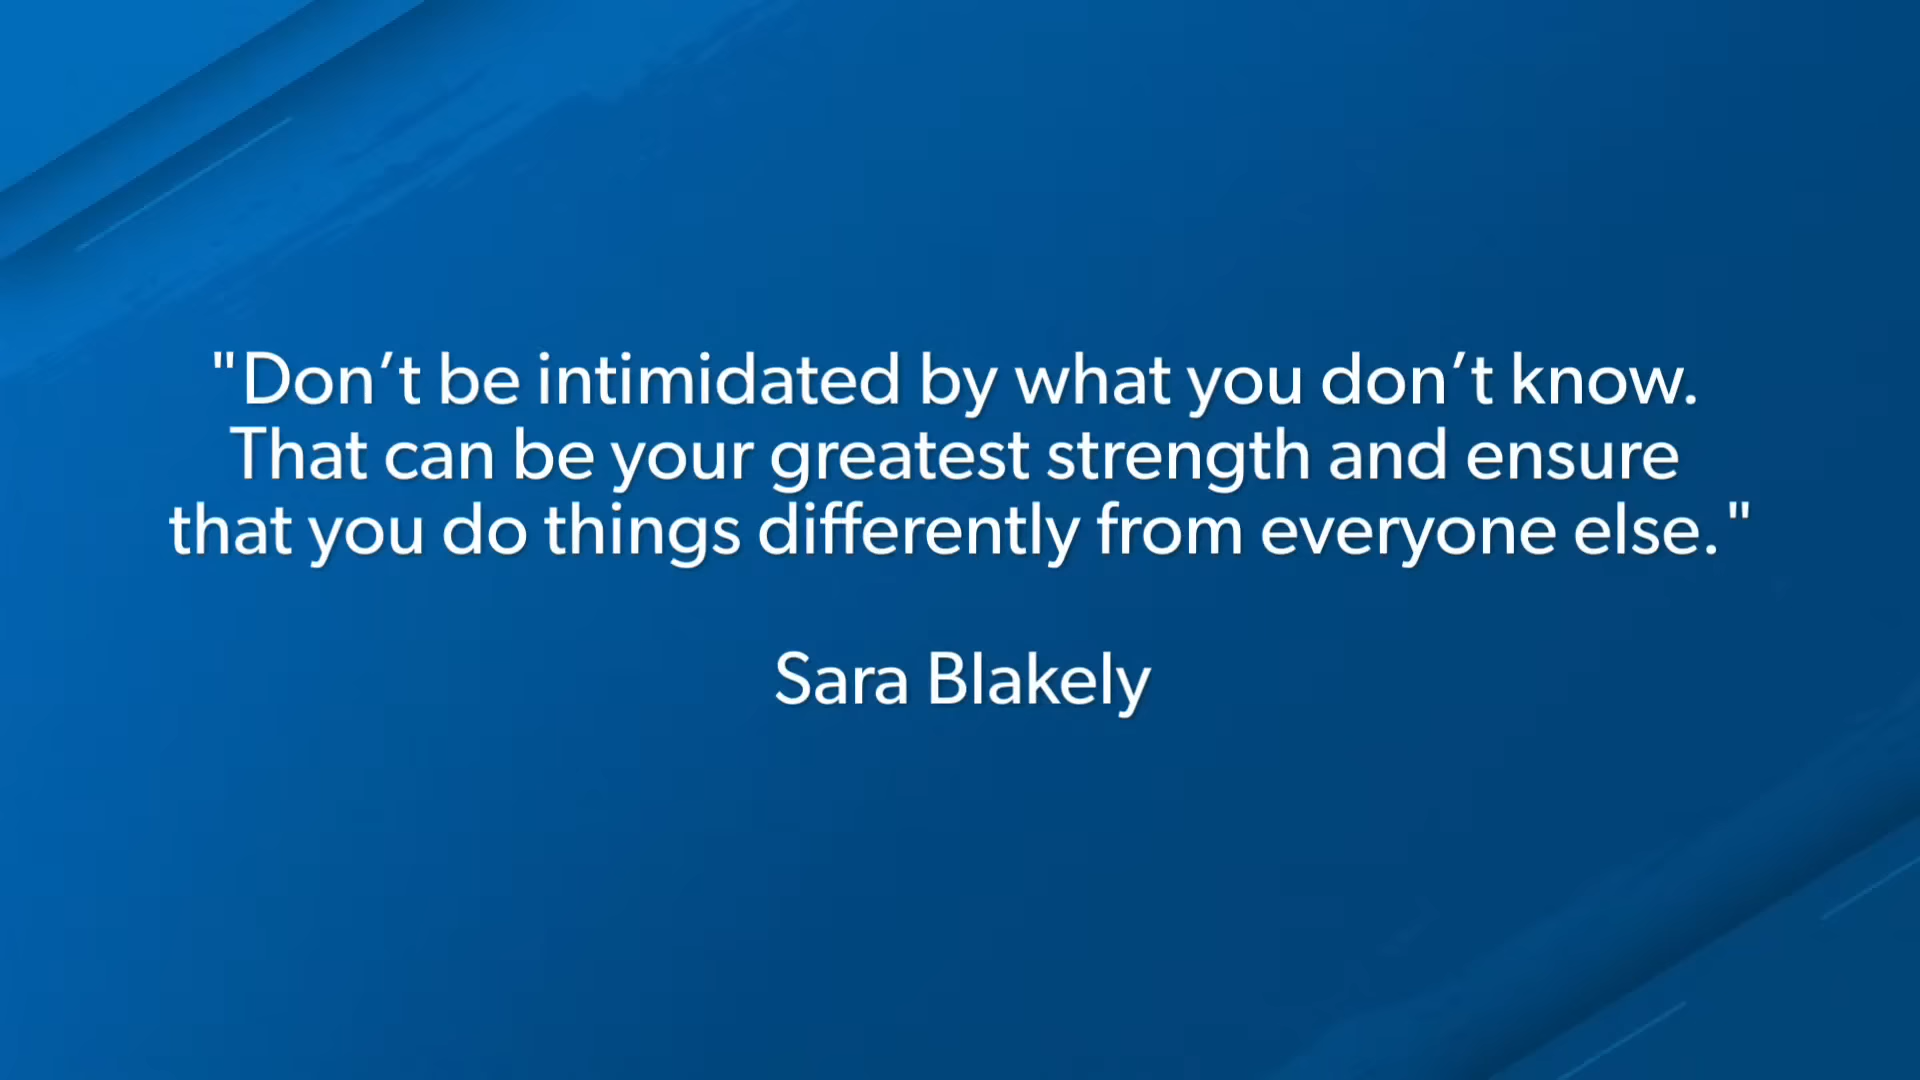 "Don’t be intimidated by what you don’t know.
That can be your greatest strength and ensure
that you do things differently from everyone else."
Sara Blakely